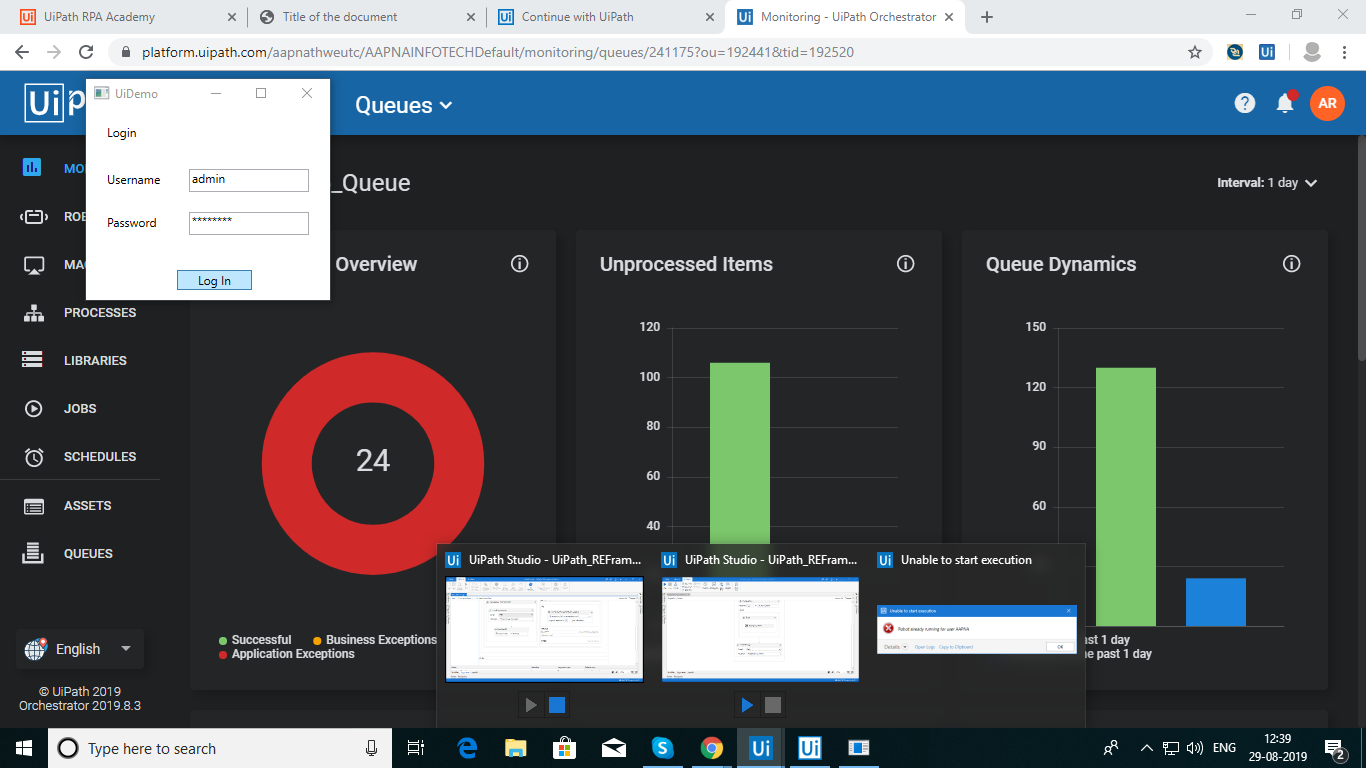 UiPath RPA Academy
Title of the document
Continue with UiPath
Monitoring - UiPath Orchestrator
platform.uipath.com/aapnathweutc/AAPNAINFOTECHDefault/monitoring/queues/241175?ou=192441&tid=192520
Ui
Queues
AR
UiDemo
Login
Username
admin
Password
********
Log In
_Queue
Interval: 1 day
MO
ROB
MAC
PROCESSES
LIBRARIES
JOBS
SCHEDULES
ASSETS
QUEUES
English
© UiPath 2019
Orchestrator 2019.8.3
Overview
24
Successful
Business Exceptions
Application Exceptions
Unprocessed Items
120
100
80
60
40
Queue Dynamics
150
120
90
60
st 1 day
e past 1 day
UiPath Studio - UiPath_REFram...
UiPath Studio - UiPath_REFram...
Unable to start execution
Unable to start execution
Robot already running for user AAPNA
Details
Open Logs
Copy to Clipboard
OK
Type here to search
ENG
12:39
29-08-2019
2